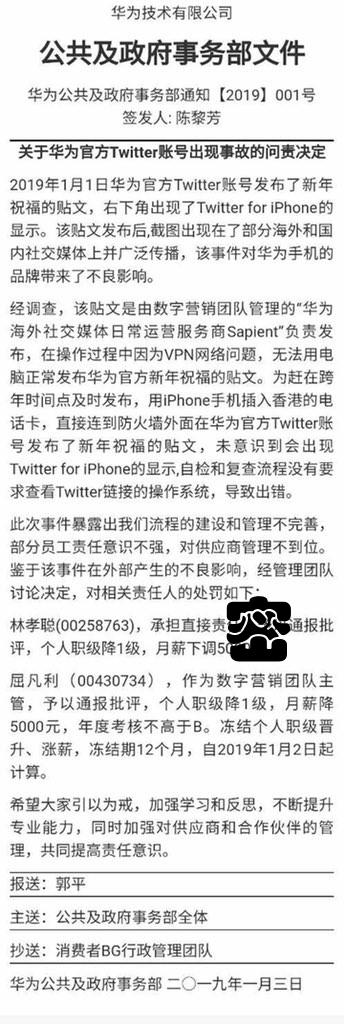 华为技术有限公司
公共及政府事务部文件
华为公共及政府事务部通知【2019】001号
签发人: 陈黎芳
关于华为官方Twitter账号出现事故的问责决定
2019年1月1日华为官方Twitter账号发布了新年
祝福的贴文，右下角出现了Twitter for iPhone的
显示。该贴文发布后,截图出现在了部分海外和国
内社交媒体上并广泛传播，该事件对华为手机的
品牌带来了不良影响。
经调查，该贴文是由数字营销团队管理的“华为
海外社交媒体日常运营服务商Sapient”负责发
布，在操作过程中因为VPN网络问题，无法用电
脑正常发布华为官方新年祝福的贴文。为赶在跨
年时间点及时发布，用iPhone手机插入香港的电
话卡，直接连到防火墙外面在华为官方Twitter账
号发布了新年祝福的贴文，未意识到会出现
Twitter for iPhone的显示,自检和复查流程没有要
求查看Twitter链接的操作系统，导致出错。
此次事件暴露出我们流程的建设和管理不完善，
部分员工责任意识不强，对供应商管理不到位。
鉴于该事件在外部产生的不良影响，经管理团队
讨论决定，对相关责任人的处罚如下：
林孝聪(00258763)，承担直接责 通报批
评，个人职级降1级，月薪下调50
屈凡利（00430734），作为数字营销团队主
管，予以通报批评，个人职级降1级，月薪降
5000元，年度考核不高于B。冻结个人职级晋
升、涨薪，冻结期12个月，自2019年1月2日起
计算。
希望大家引以为戒，加强学习和反思，不断提升
专业能力，同时加强对供应商和合作伙伴的管
理，共同提高责任意识。
报送：郭平
主送：公共及政府事务部全体
抄送：消费者BG行政管理团队
华为公共及政府事务部 二〇一九年一月三日